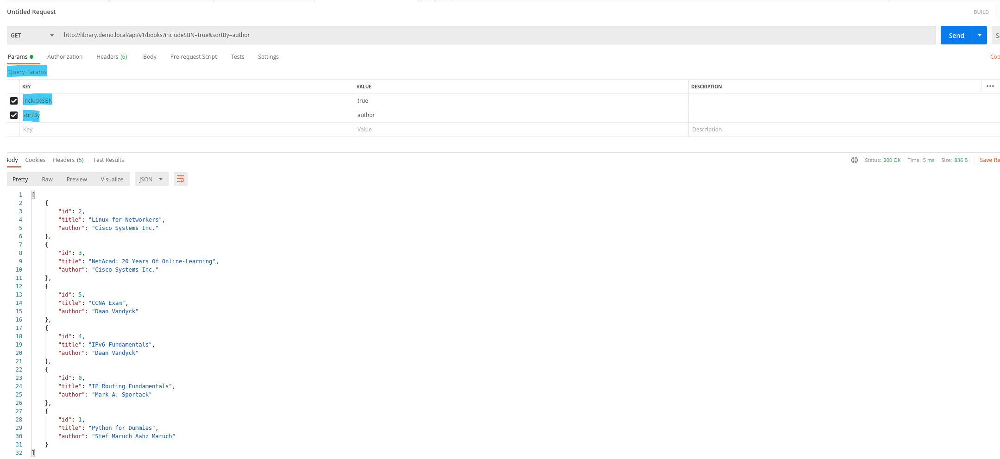 Untitled Request BUILD
GET http://library.demo.local/api/v1/books?includeSBN=true&sortBy=author Send
Params Authorization Headers (6) Body Pre-request Script Tests Settings Coo
Query Params
KEY VALUE DESCRIPTION
includeSBN true
sortBy author
Key Value Description
Body Cookies Headers (5) Test Results Status: 200 OK Time: 5 ms Size: 836 B Save Re
Pretty Raw Preview Visualize JSON
1 [
2 {
3 "id": 2,
4 "title": "Linux for Networkers",
5 "author": "Cisco Systems Inc."
6 },
7 {
8 "id": 3,
9 "title": "NetAcad: 20 Years Of Online-Learning",
10 "author": "Cisco Systems Inc."
11 },
12 {
13 "id": 5,
14 "title": "CCNA Exam",
15 "author": "Daan Vandyck"
16 },
17 {
18 "id": 4,
19 "title": "IPv6 Fundamentals",
20 "author": "Daan Vandyck"
21 },
22 {
23 "id": 0,
24 "title": "IP Routing Fundamentals",
25 "author": "Mark A. Sportack"
26 },
27 {
28 "id": 1,
29 "title": "Python for Dummies",
30 "author": "Stef Maruch Aahz Maruch"
31 }
32 ]